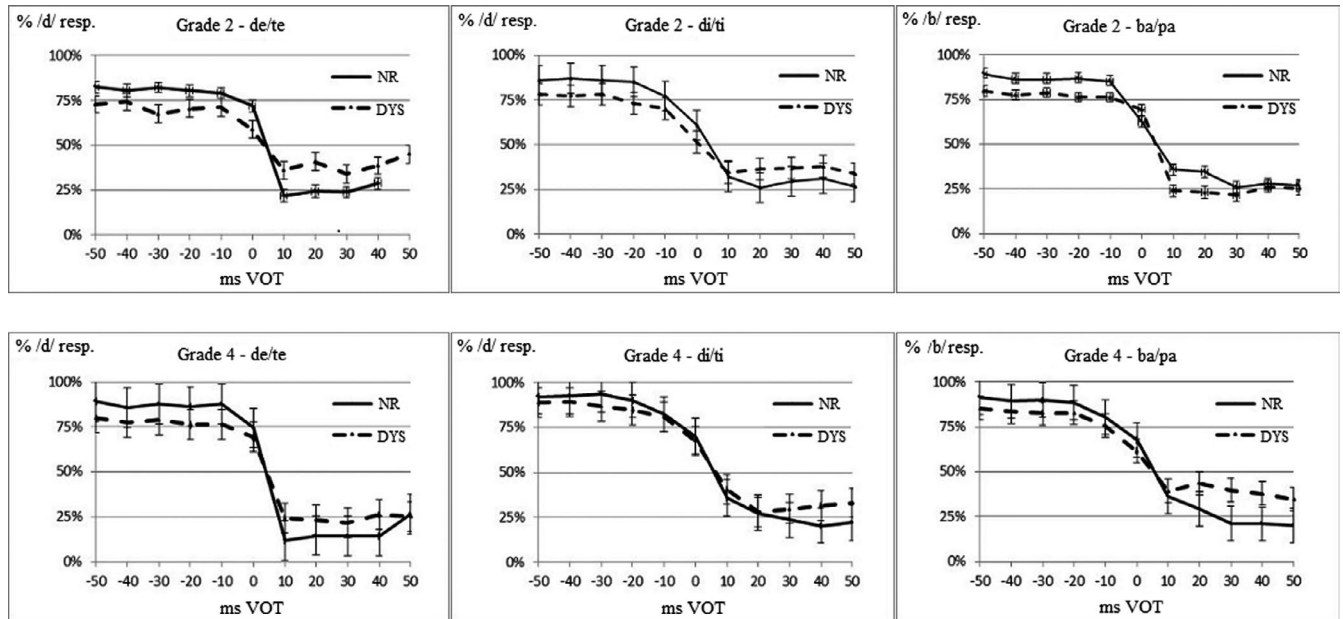 % /d/ resp.
Grade 2 - de/te
100%
75%
50%
25%
0%
NR
DYS
-50 -40 -30 -20 -10 0 10 20 30 40 50
ms VOT
% /d/ resp.
Grade 2 - di/ti
100%
75%
50%
25%
0%
NR
DYS
-50 -40 -30 -20 -10 0 10 20 30 40 50
ms VOT
% /b/ resp.
Grade 2 - ba/pa
100%
75%
50%
25%
0%
NR
DYS
-50 -40 -30 -20 -10 0 10 20 30 40 50
ms VOT
% /d/ resp.
Grade 4 - de/te
100%
75%
50%
25%
0%
NR
DYS
-50 -40 -30 -20 -10 0 10 20 30 40 50
ms VOT
% /d/ resp.
Grade 4 - di/ti
100%
75%
50%
25%
0%
NR
DYS
-50 -40 -30 -20 -10 0 10 20 30 40 50
ms VOT
% /b/ resp.
Grade 4 - ba/pa
100%
75%
50%
25%
0%
NR
DYS
-50 -40 -30 -20 -10 0 10 20 30 40 50
ms VOT